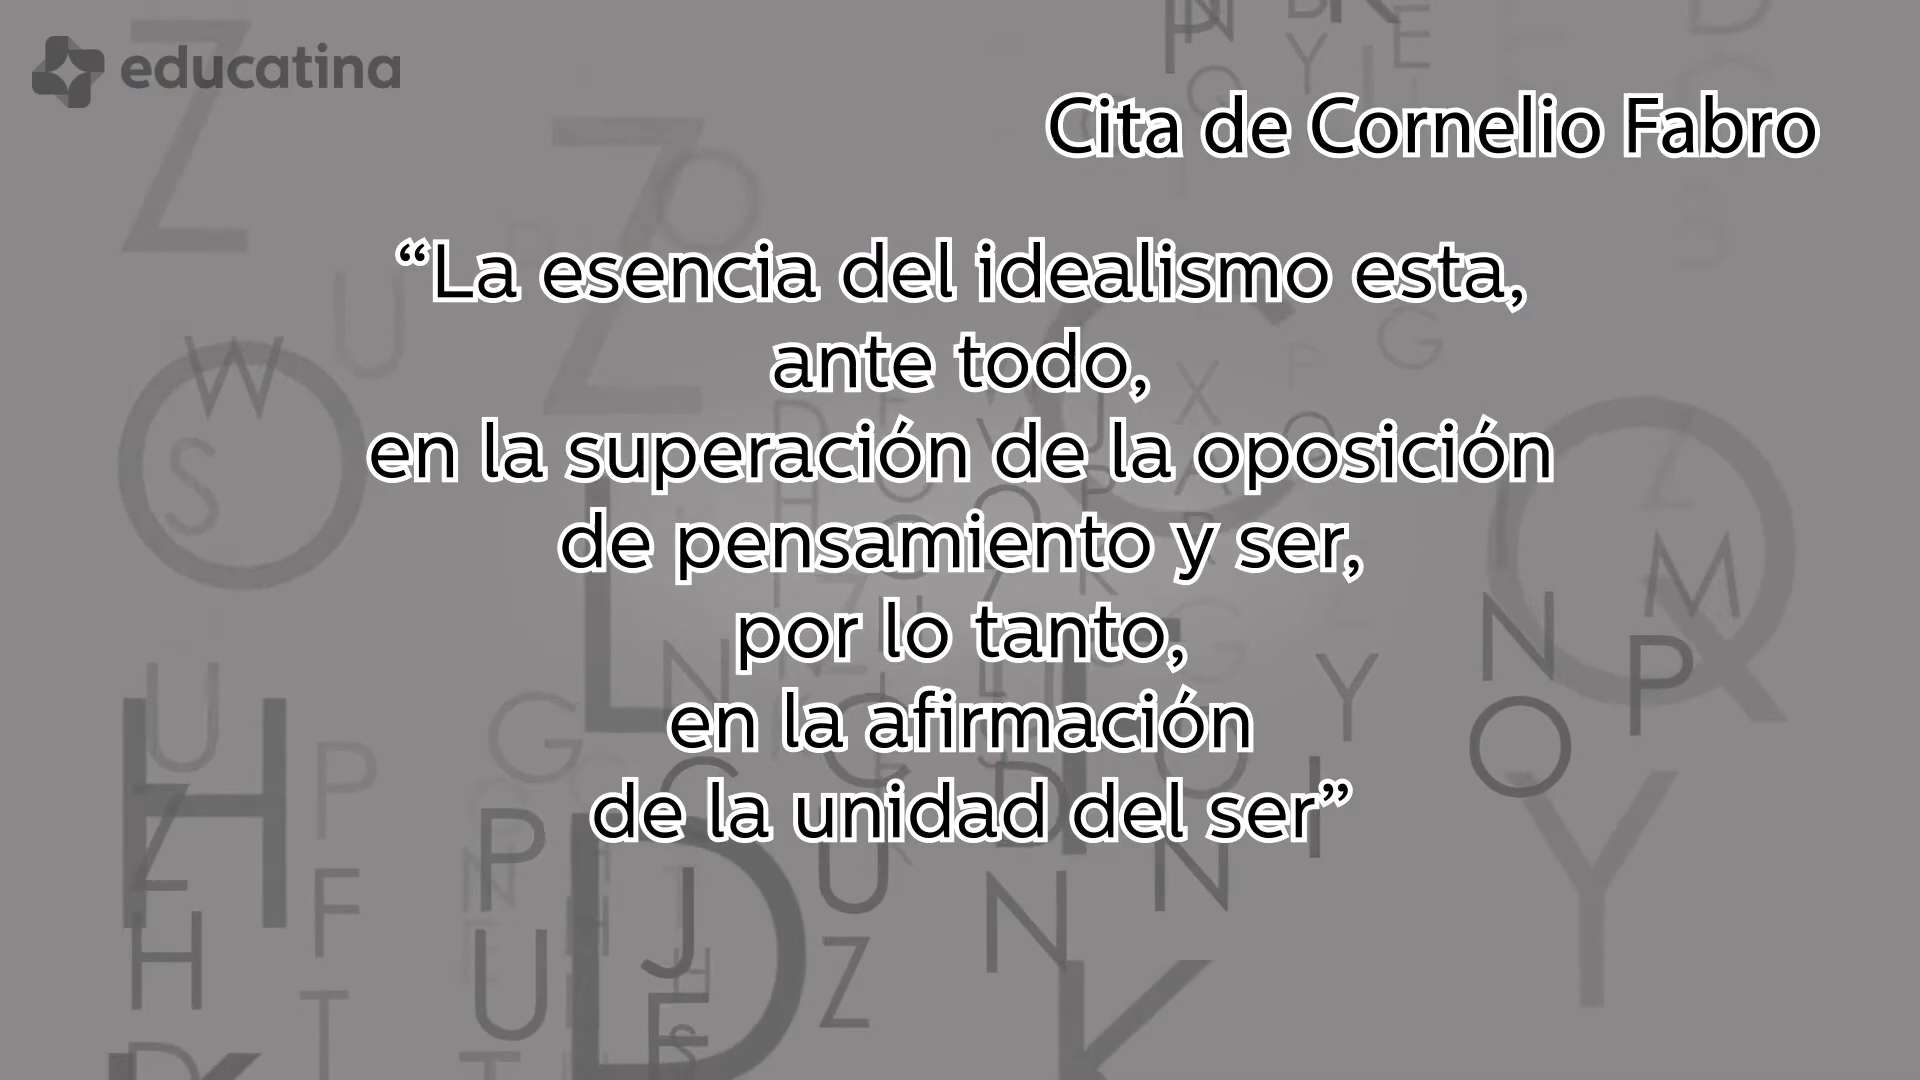 educatina
Cita de Cornelio Fabro
“La esencia del idealismo esta,
ante todo,
en la superación de la oposición
de pensamiento y ser,
por lo tanto,
en la afirmación
de la unidad del ser”